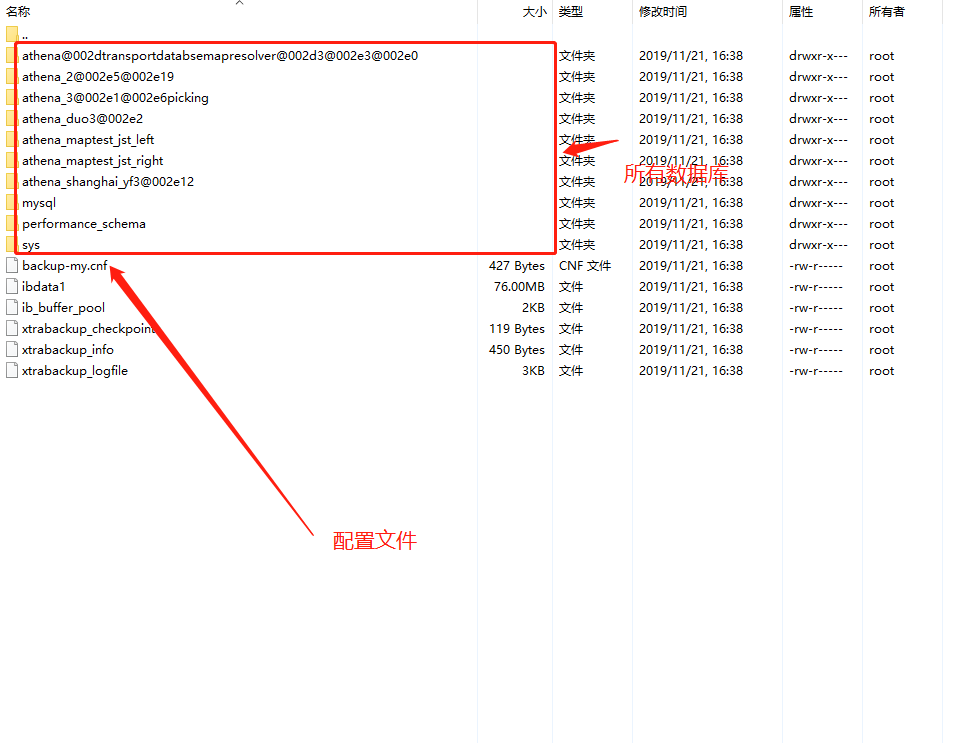 名称 大小 类型 修改时间 属性 所有者
..
athena@002dtransportdatabsemapresolver@002d3@002e3@002e0 文件夹 2019/11/21, 16:38 drwxr-x--- root
athena_2@002e5@002e19 文件夹 2019/11/21, 16:38 drwxr-x--- root
athena_3@002e1@002e6picking 文件夹 2019/11/21, 16:38 drwxr-x--- root
athena_duo3@002e2 文件夹 2019/11/21, 16:38 drwxr-x--- root
athena_maptest_jst_left 文件夹 2019/11/21, 16:38 drwxr-x--- root
athena_maptest_jst_right 文件夹 2019/11/21, 16:38 drwxr-x--- root
所有数据库
athena_shanghai_yf3@002e12 文件夹 2019/11/21, 16:38 drwxr-x--- root
mysql 文件夹 2019/11/21, 16:38 drwxr-x--- root
performance_schema 文件夹 2019/11/21, 16:38 drwxr-x--- root
sys 文件夹 2019/11/21, 16:38 drwxr-x--- root
backup-my.cnf 427 Bytes CNF 文件 2019/11/21, 16:38 -rw-r----- root
ibdata1 76.00MB 文件 2019/11/21, 16:38 -rw-r----- root
ib_buffer_pool 2KB 文件 2019/11/21, 16:38 -rw-r----- root
xtrabackup_checkpoints 119 Bytes 文件 2019/11/21, 16:38 -rw-r----- root
xtrabackup_info 450 Bytes 文件 2019/11/21, 16:38 -rw-r----- root
xtrabackup_logfile 3KB 文件 2019/11/21, 16:38 -rw-r----- root
配置文件